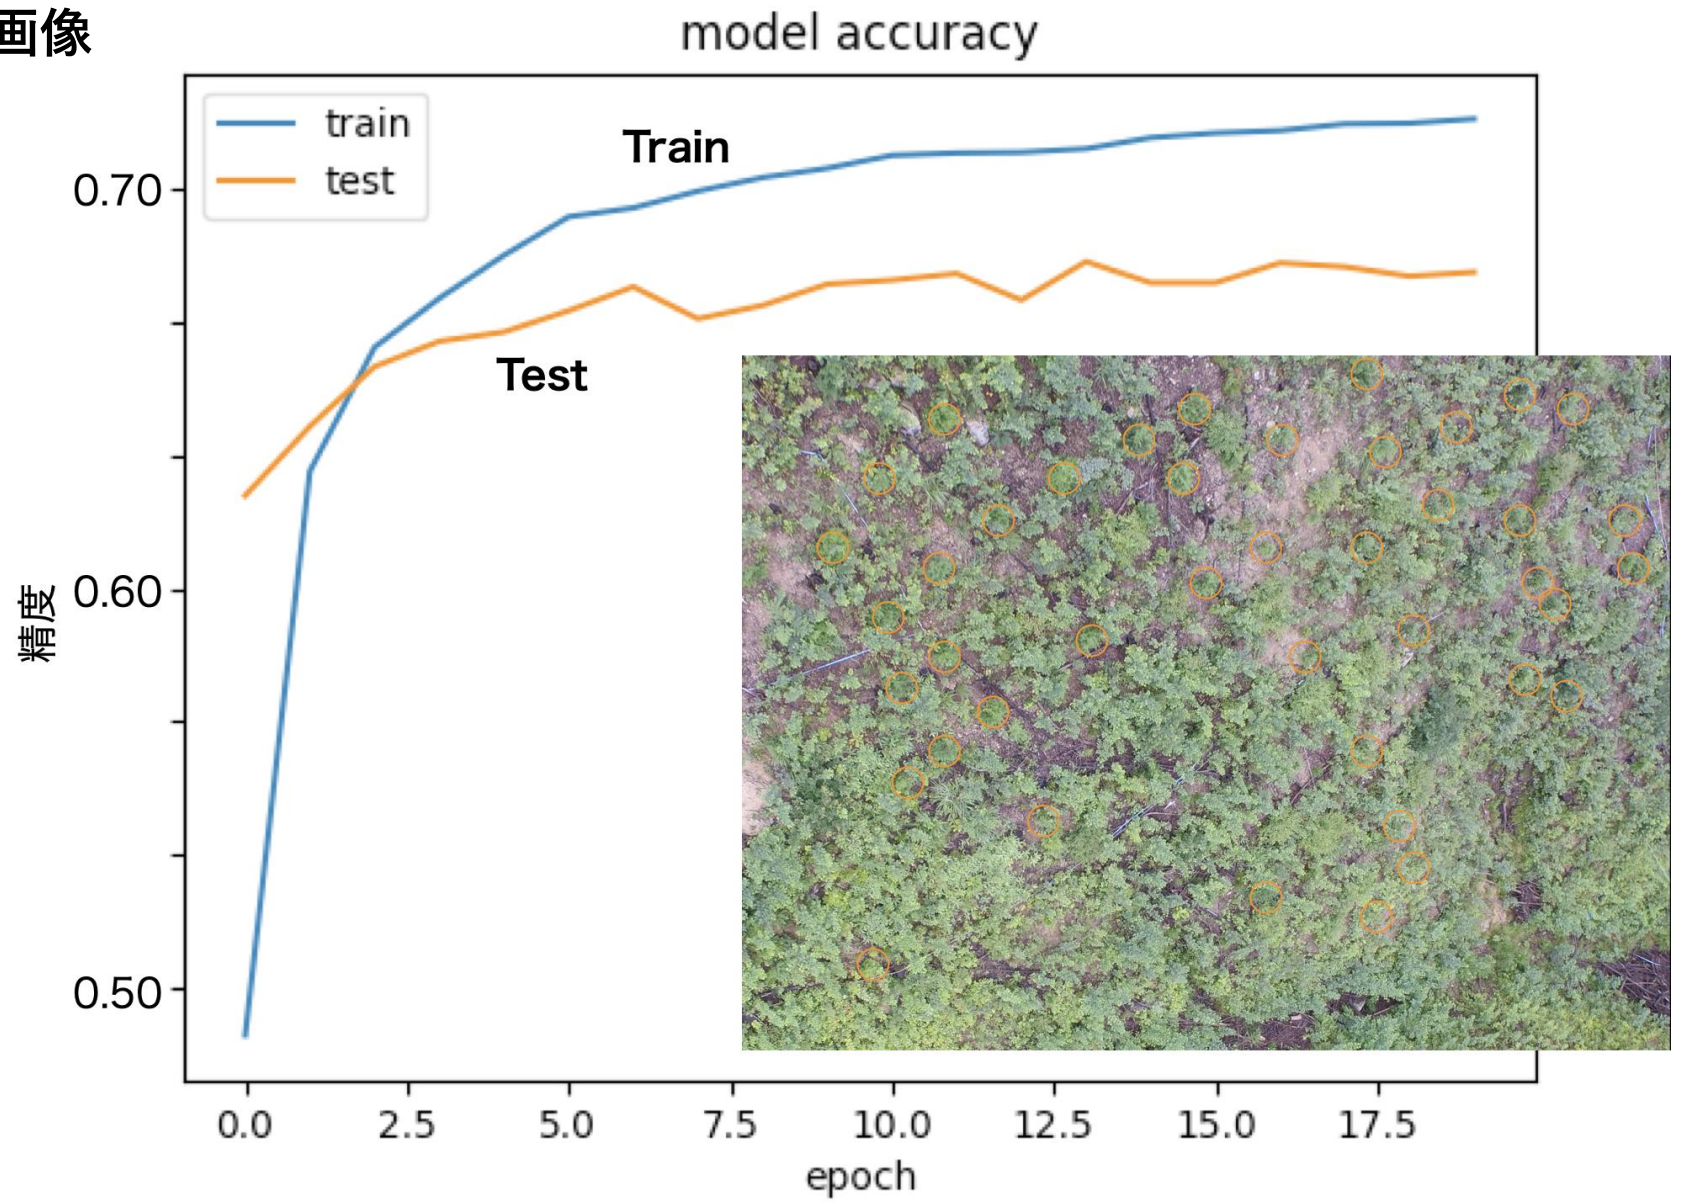 画像
model accuracy
train
test
Train
Test
0.70
0.60
0.50
精度
0.0 2.5 5.0 7.5 10.0 12.5 15.0 17.5
epoch